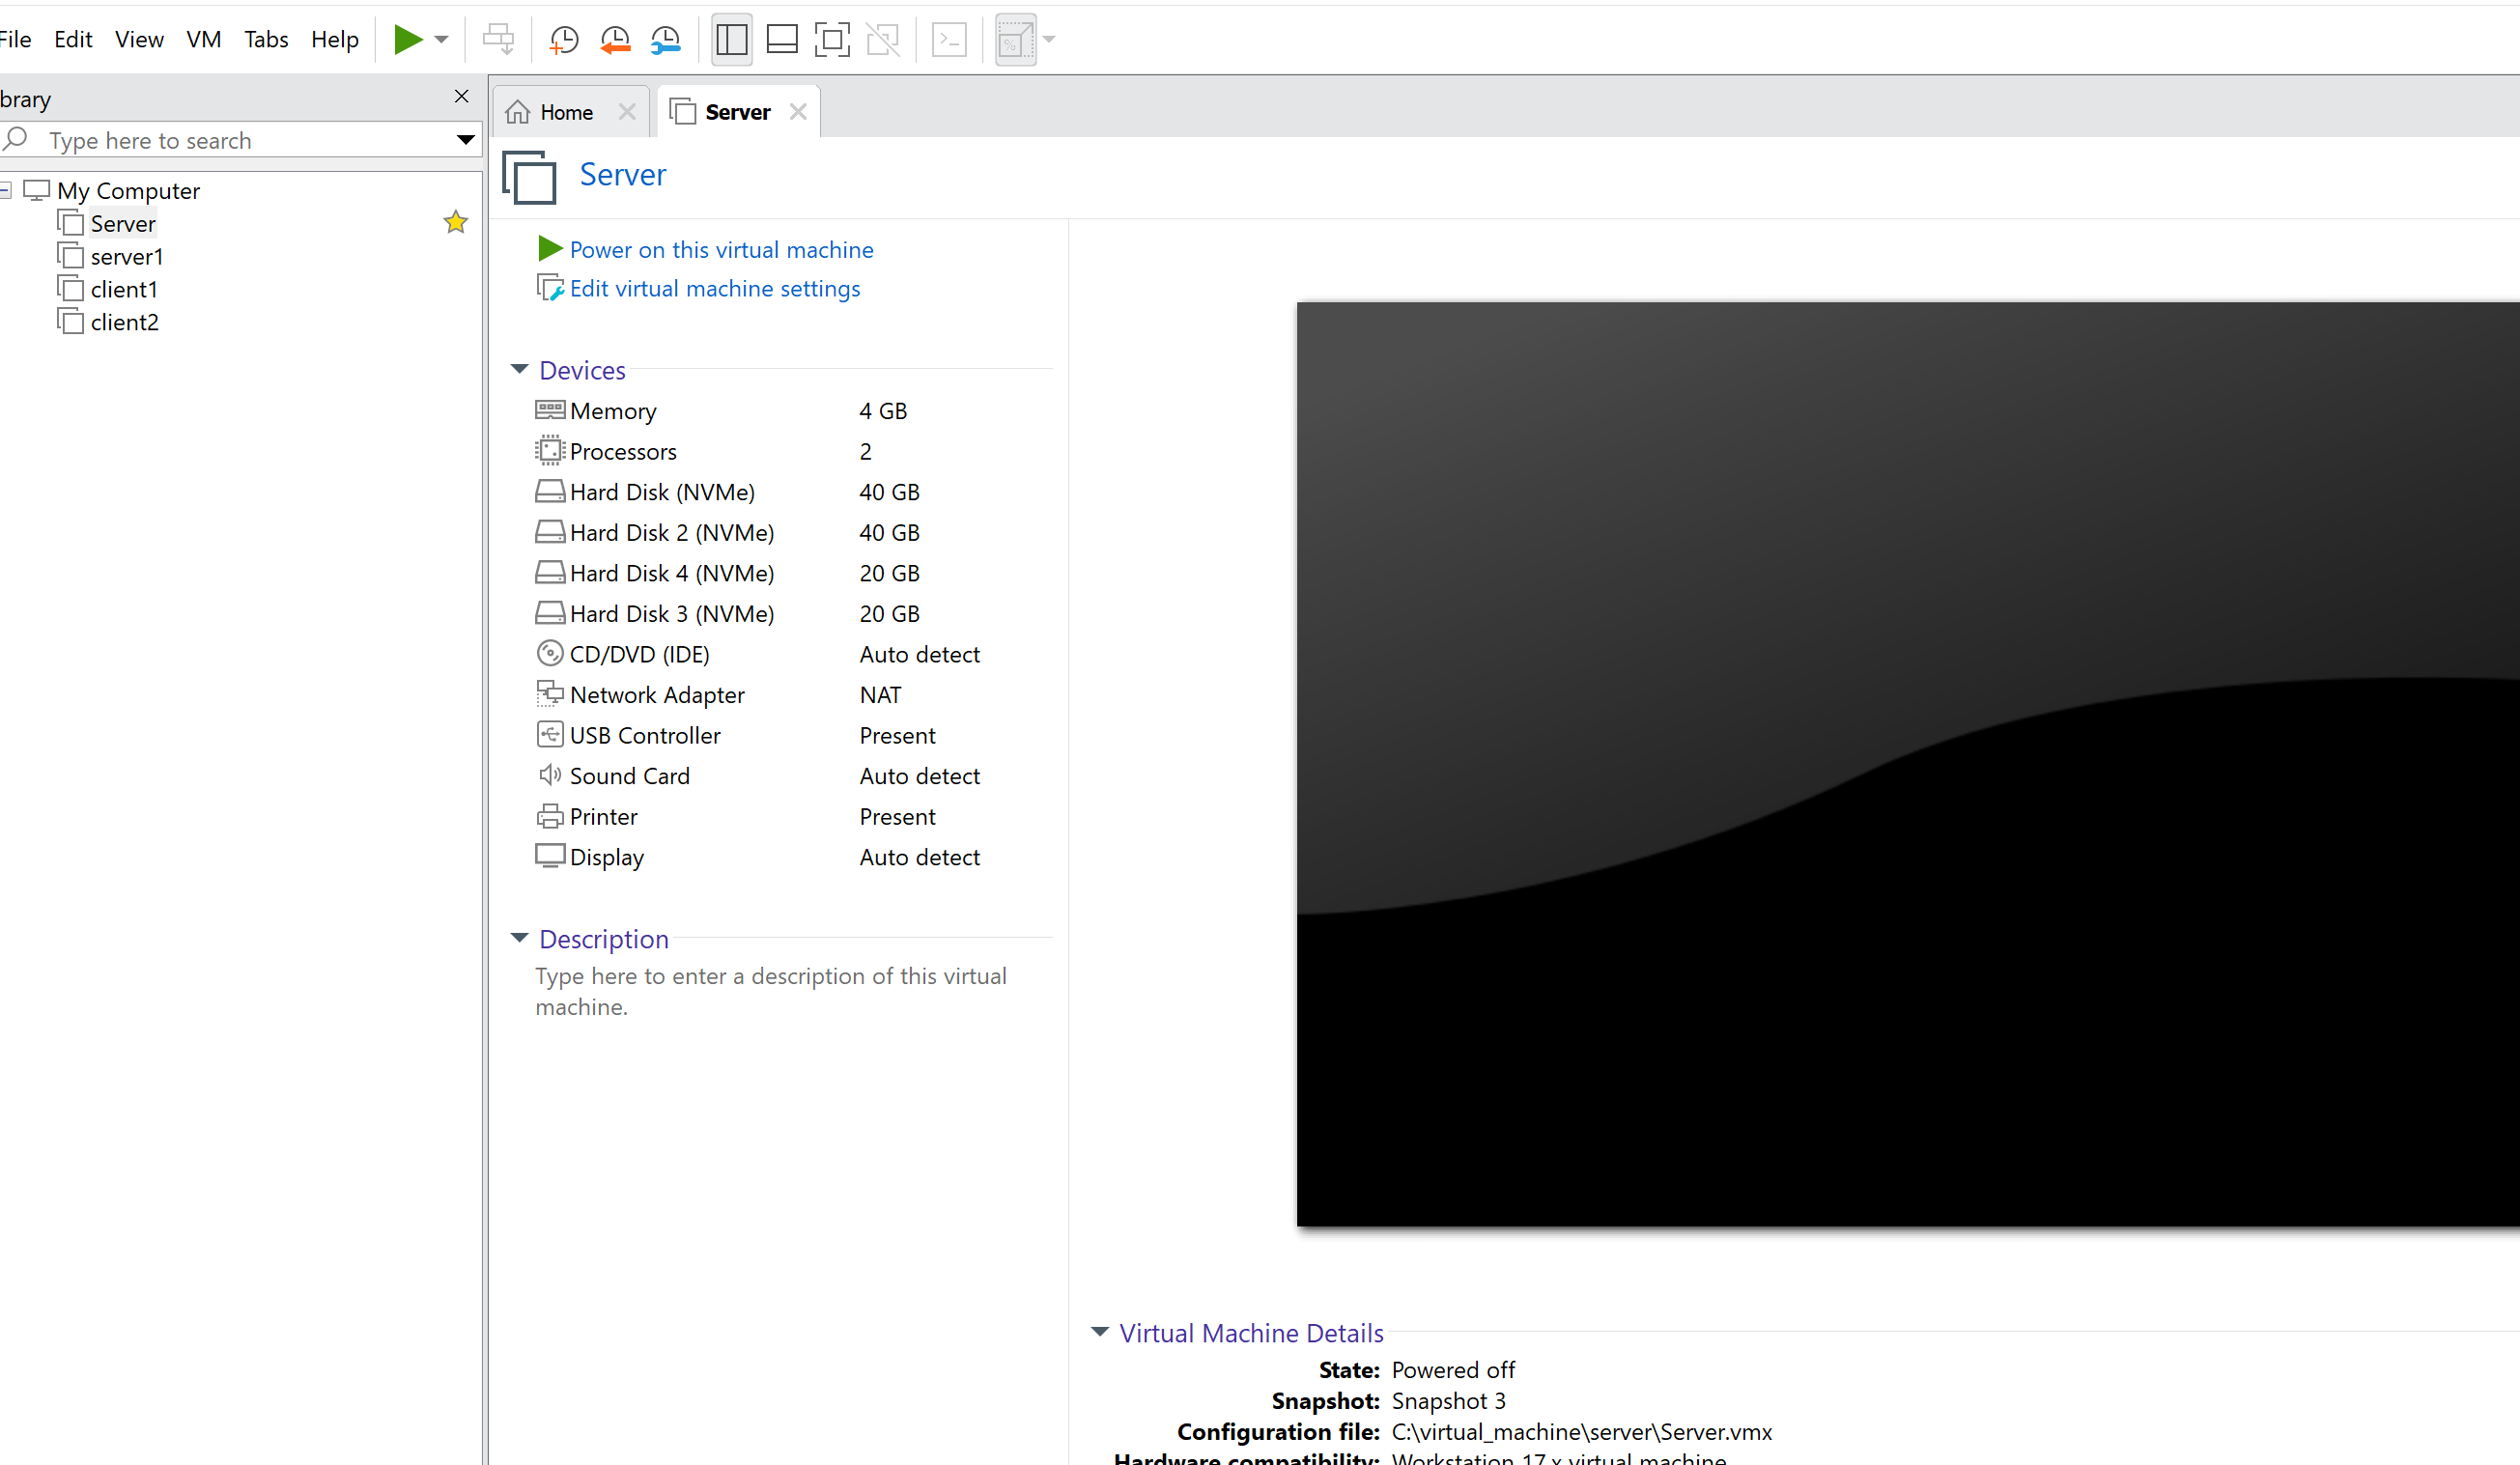 File Edit View VM Tabs Help
brary
Type here to search
My Computer
Server
server1
client1
client2
Home
Server
Server
Power on this virtual machine
Edit virtual machine settings
Devices
Memory 4 GB
Processors 2
Hard Disk (NVMe) 40 GB
Hard Disk 2 (NVMe) 40 GB
Hard Disk 4 (NVMe) 20 GB
Hard Disk 3 (NVMe) 20 GB
CD/DVD (IDE) Auto detect
Network Adapter NAT
USB Controller Present
Sound Card Auto detect
Printer Present
Display Auto detect
Description
Type here to enter a description of this virtual
machine.
Virtual Machine Details
State: Powered off
Snapshot: Snapshot 3
Configuration file: C:\virtual_machine\server\Server.vmx
Hardware compatibility: Workstation 17.x virtual machine